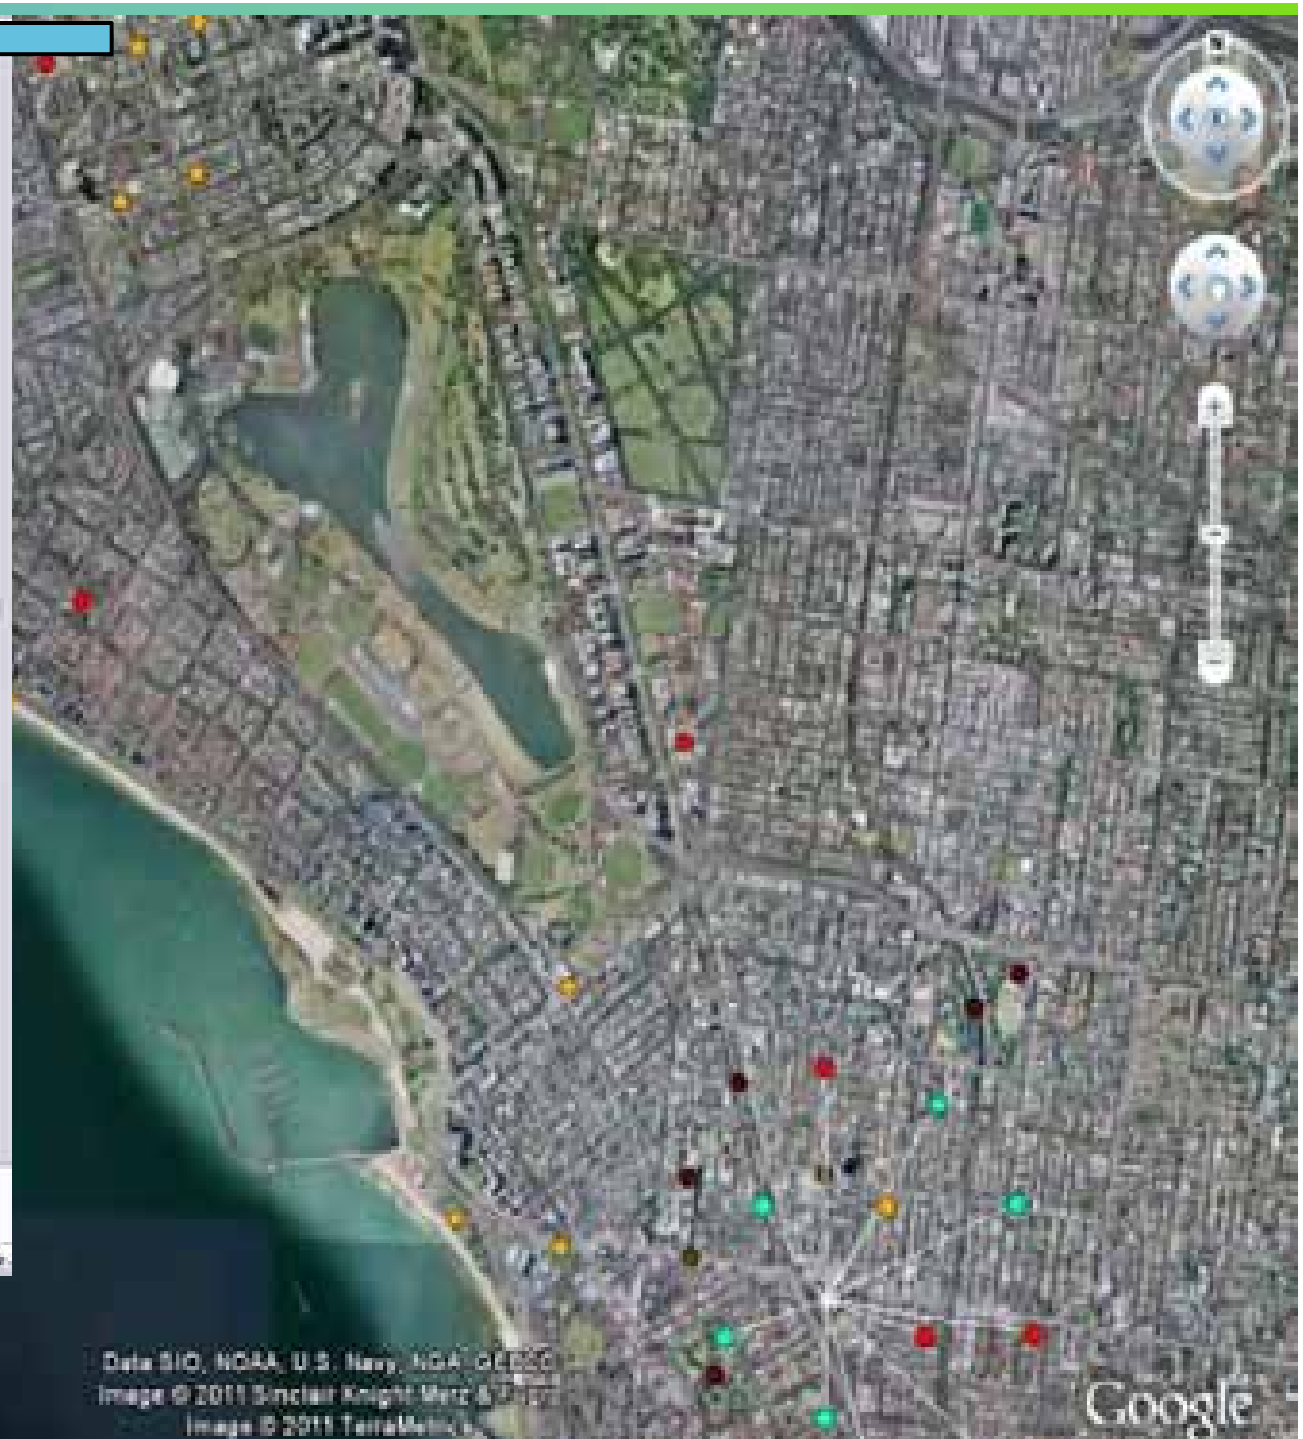 N
Data SIO, NOAA, U.S. Navy, NGA, GEBCO
Image © 2011 Sinclair Knight Merz &
Image © 2011 TerraMetrics
Google